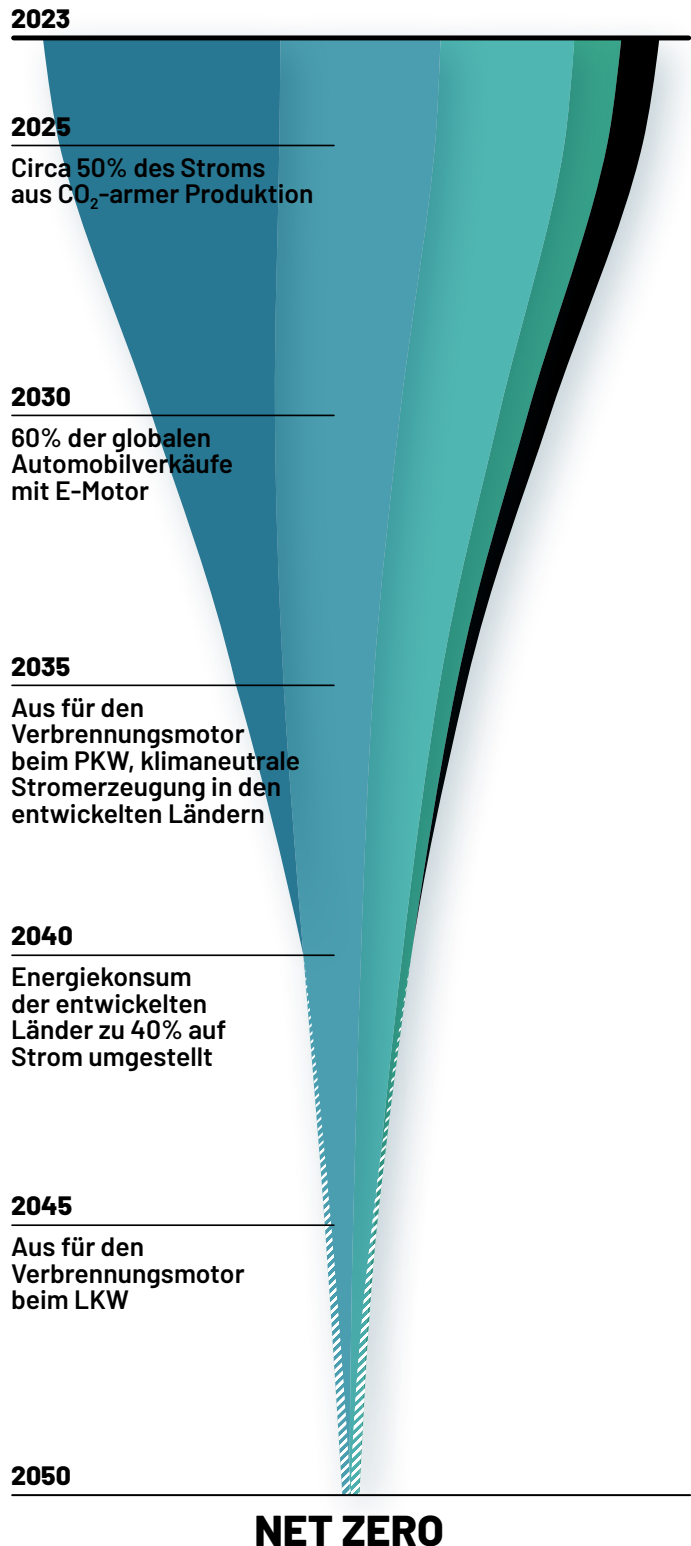 2023
2025
Circa 50% des Stroms
aus CO₂-armer Produktion
2030
60% der globalen
Automobilverkäufe
mit E-Motor
2035
Aus für den
Verbrennungsmotor
beim PKW, klimaneutrale
Stromerzeugung in den
entwickelten Ländern
2040
Energiekonsum
der entwickelten
Länder zu 40% auf
Strom umgestellt
2045
Aus für den
Verbrennungsmotor
beim LKW
2050
NET ZERO